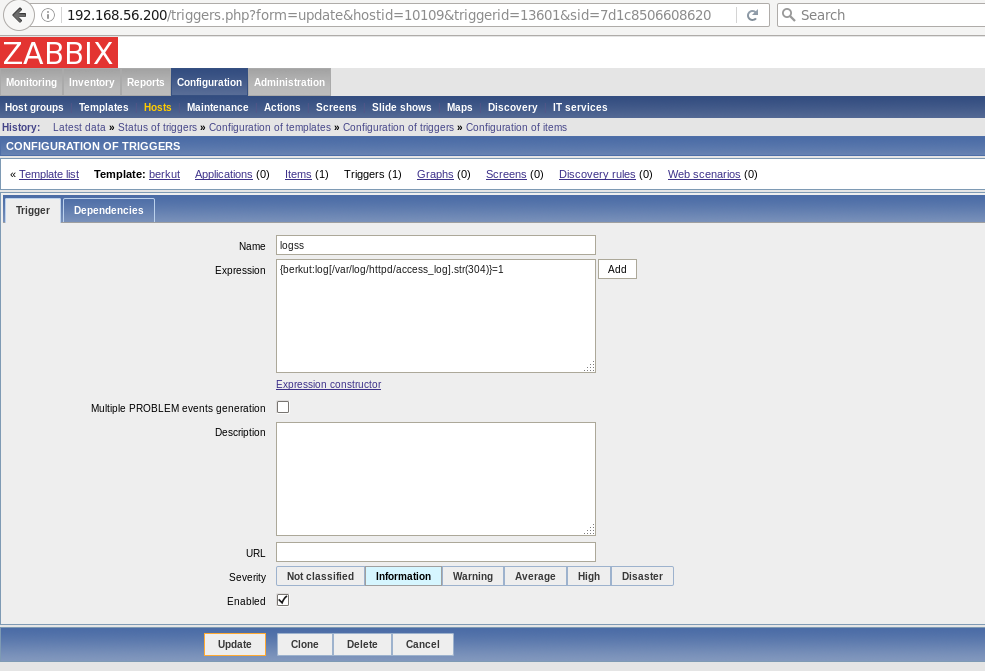 192.168.56.200/triggers.php?form=update&hostid=10109&triggerid=13601&sid=7d1c8506608620 Search
ZABBIX
Monitoring Inventory Reports Configuration Administration
Host groups Templates Hosts Maintenance Actions Screens Slide shows Maps Discovery IT services
History: Latest data » Status of triggers » Configuration of templates » Configuration of triggers » Configuration of items
CONFIGURATION OF TRIGGERS
« Template list Template: berkut Applications (0) Items (1) Triggers (1) Graphs (0) Screens (0) Discovery rules (0) Web scenarios (0)
Trigger Dependencies
Name logss
Expression {berkut:log[/var/log/httpd/access_log].str(304)}=1 Add
Expression constructor
Multiple PROBLEM events generation
Description
URL
Severity Not classified Information Warning Average High Disaster
Enabled
Update Clone Delete Cancel